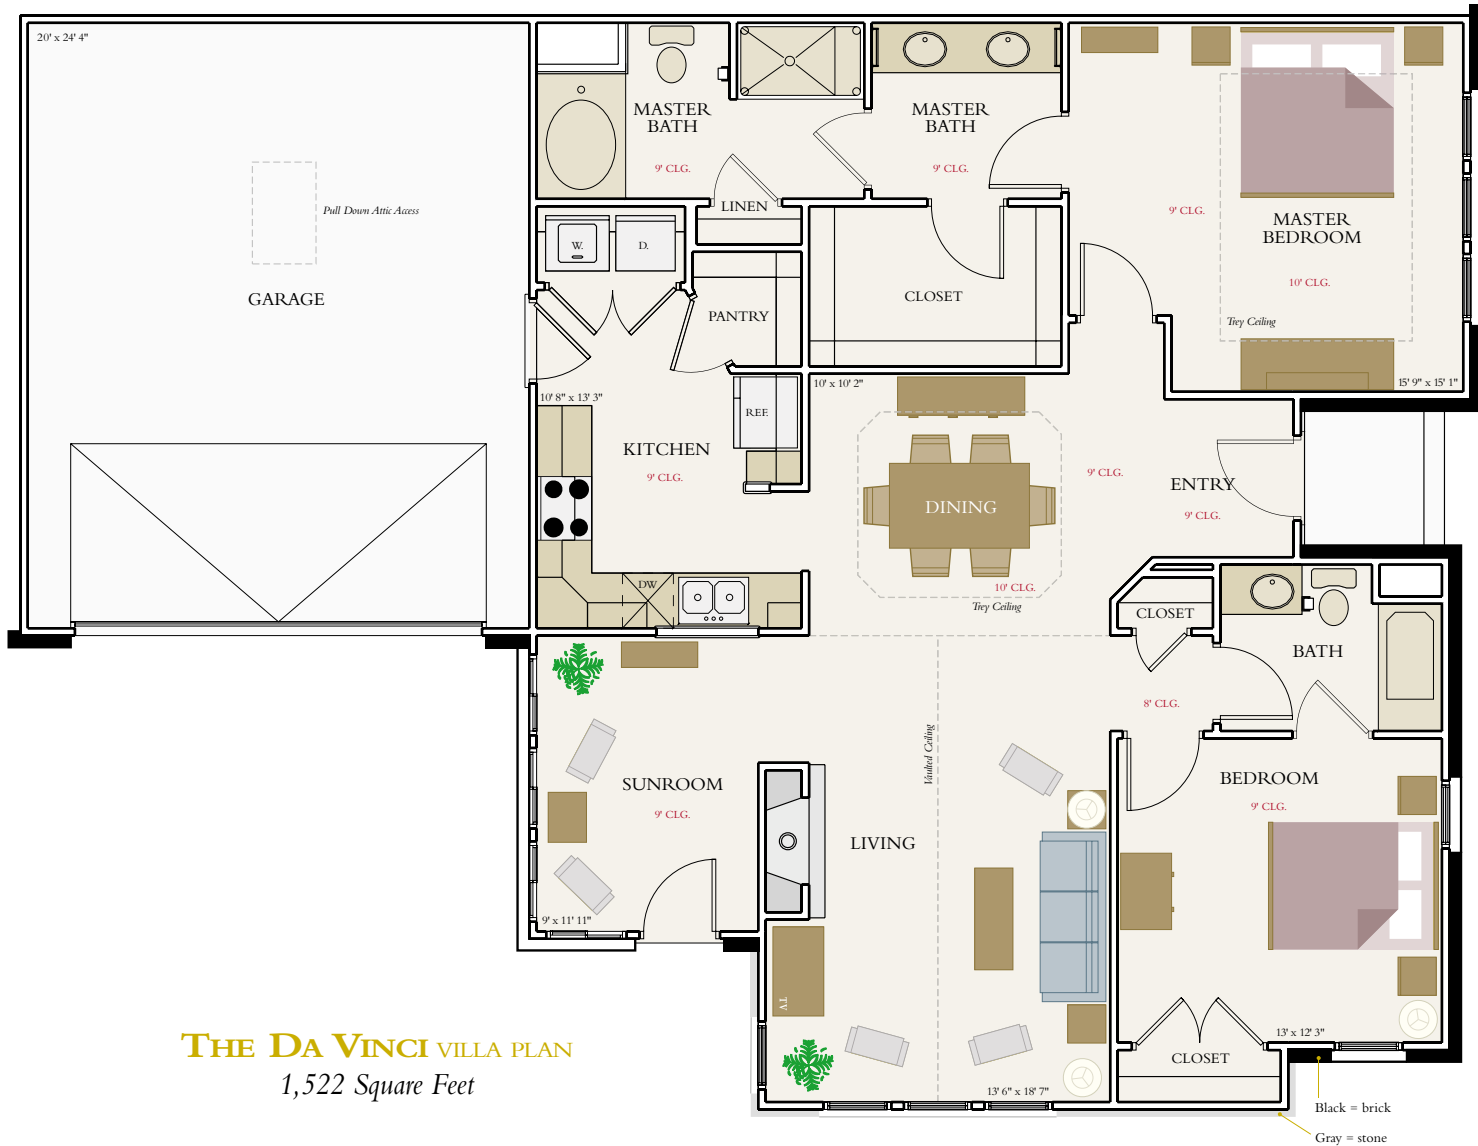 20' x 24' 4"
MASTER
BATH
9' CLG.
MASTER
BATH
9' CLG.
Pull Down Attic Access
LINEN
9' CLG.
MASTER
BEDROOM
W.
D.
GARAGE
CLOSET
10' CLG.
PANTRY
Trey Ceiling
10' x 10' 2"
15' 9" x 15' 1"
10' 8" x 13' 3"
REF.
KITCHEN
9' CLG.
9' CLG.
ENTRY
DINING
9' CLG.
DW
10' CLG.
Trey Ceiling
CLOSET
BATH
8' CLG.
Vaulted Ceiling
SUNROOM
9' CLG.
BEDROOM
9' CLG.
LIVING
9' x 11' 11"
TV
13' x 12' 3"
CLOSET
13' 6" x 18' 7"
THE DA VINCI VILLA PLAN
1,522 Square Feet
Black = brick
Gray = stone